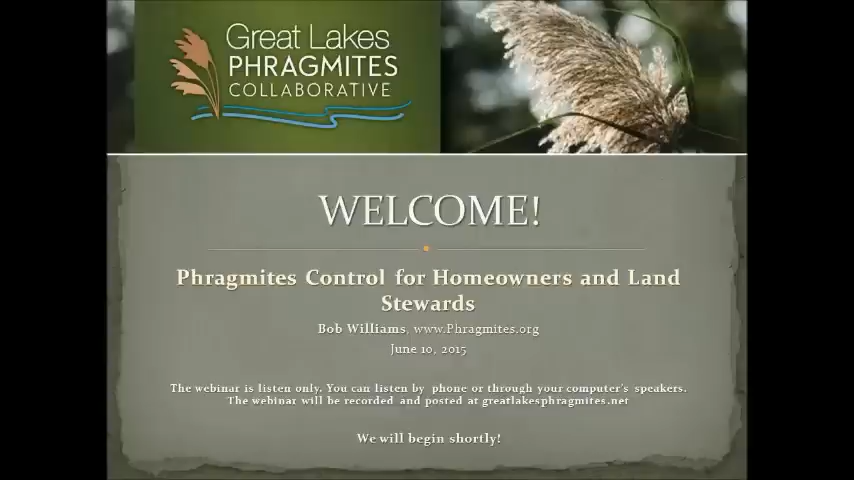 Great Lakes
PHRAGMITES
COLLABORATIVE
WELCOME!
Phragmites Control for Homeowners and Land
Stewards
Bob Williams, www.Phragmites.org
June 10, 2015
The webinar is listen only. You can listen by phone or through your computer's speakers.
The webinar will be recorded and posted at greatlakesphragmites.net
We will begin shortly!